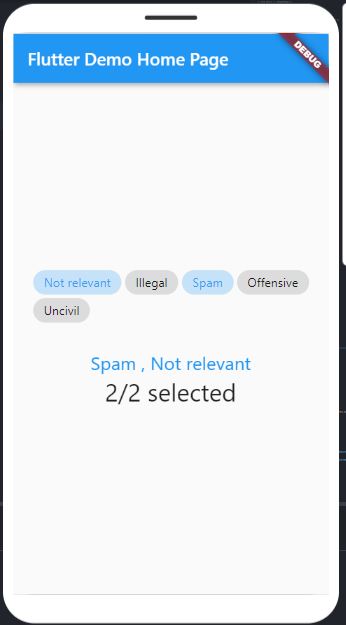 DEBUG
Flutter Demo Home Page
Not relevant Illegal Spam Offensive
Uncivil
Spam , Not relevant
2/2 selected